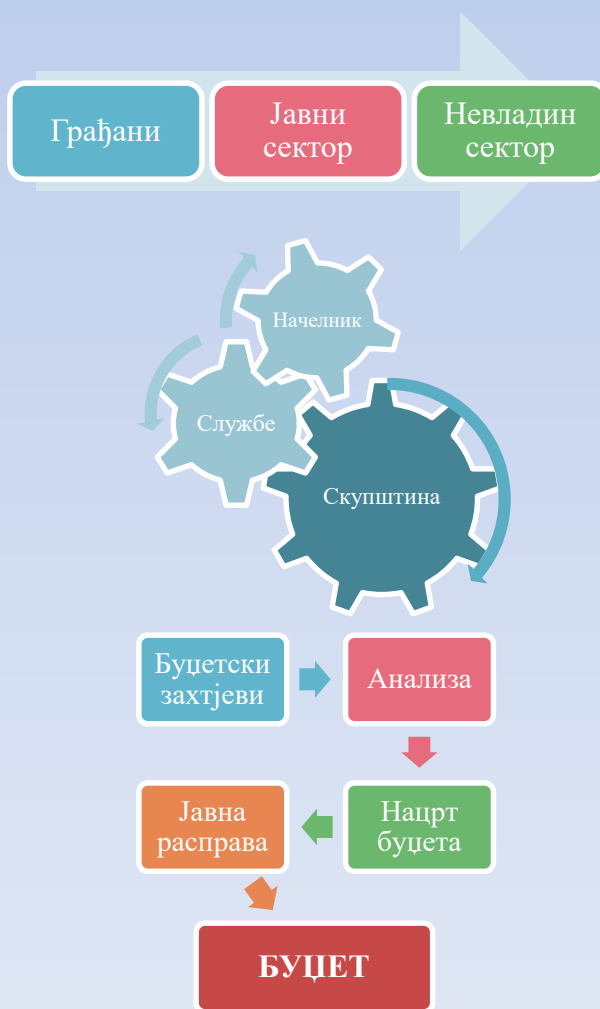 Грађани
Јавни
сектор
Невладин
сектор
Начелник
Службе
Скупштина
Буџетски
захтјеви
Анализа
Јавна
расправа
Нацрт
буџета
БУЏЕТ